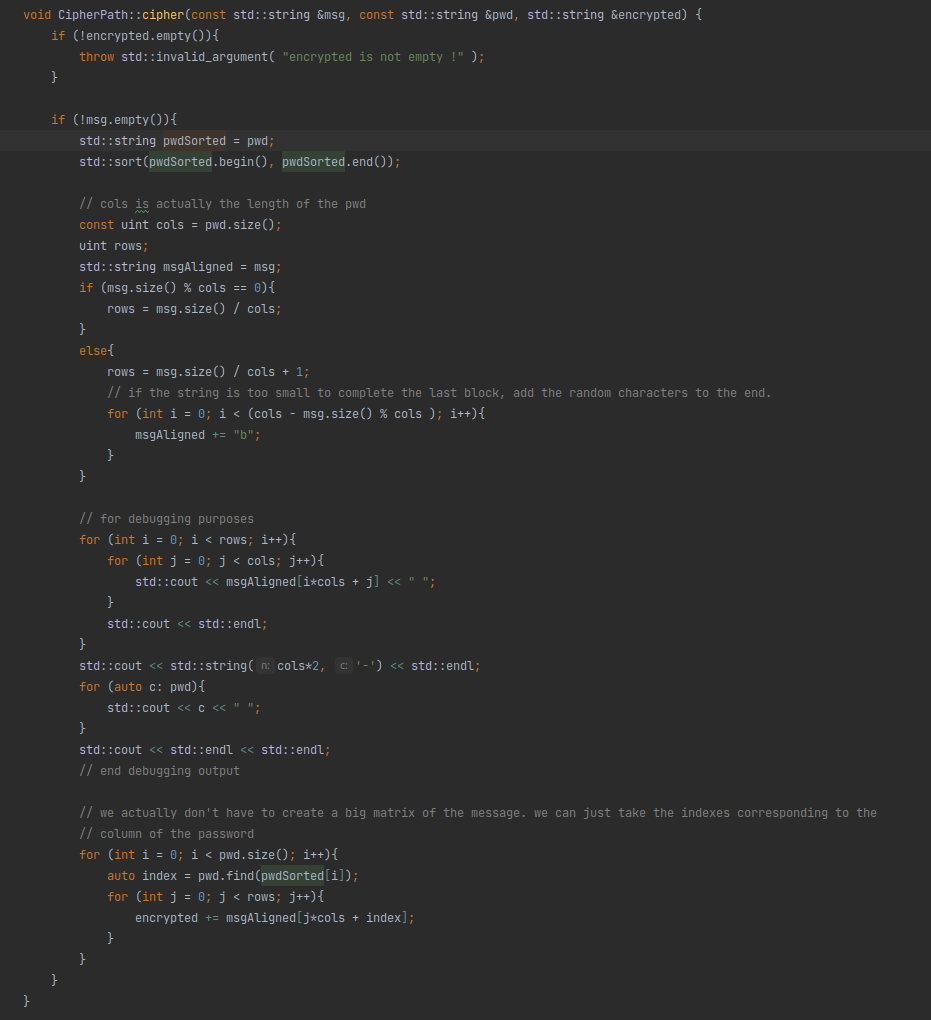 void CipherPath::cipher(const std::string &msg, const std::string &pwd, std::string &encrypted) {
    if (!encrypted.empty()){
        throw std::invalid_argument( "encrypted is not empty !" );
    }

    if (!msg.empty()){
        std::string pwdSorted = pwd;
        std::sort(pwdSorted.begin(), pwdSorted.end());

        // cols is actually the length of the pwd
        const uint cols = pwd.size();
        uint rows;
        std::string msgAligned = msg;
        if (msg.size() % cols == 0){
            rows = msg.size() / cols;
        }
        else{
            rows = msg.size() / cols + 1;
            // if the string is too small to complete the last block, add the random characters to the end.
            for (int i = 0; i < (cols - msg.size() % cols ); i++){
                msgAligned += "b";
            }
        }

        // for debugging purposes
        for (int i = 0; i < rows; i++){
            for (int j = 0; j < cols; j++){
                std::cout << msgAligned[i*cols + j] << " ";
            }
            std::cout << std::endl;
        }
        std::cout << std::string( n: cols*2, c: '-') << std::endl;
        for (auto c: pwd){
            std::cout << c << " ";
        }
        std::cout << std::endl << std::endl;
        // end debugging output

        // we actually don't have to create a big matrix of the message. we can just take the indexes corresponding to the
        // column of the password
        for (int i = 0; i < pwd.size(); i++){
            auto index = pwd.find(pwdSorted[i]);
            for (int j = 0; j < rows; j++){
                encrypted += msgAligned[j*cols + index];
            }
        }
    }
}